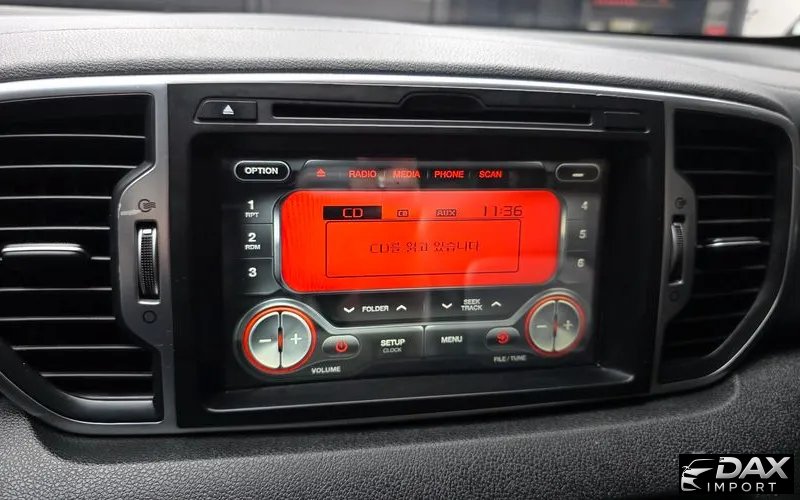 OPTION
RADIO MEDIA PHONE SCAN
1
RPT
2
RDM
3
4
5
6
CD CD AUX 11:36
CD를 읽고 있습니다
FOLDER
SEEK
TRACK
SETUP
CLOCK
MENU
VOLUME
FILE/TUNE
DAX
IMPORT